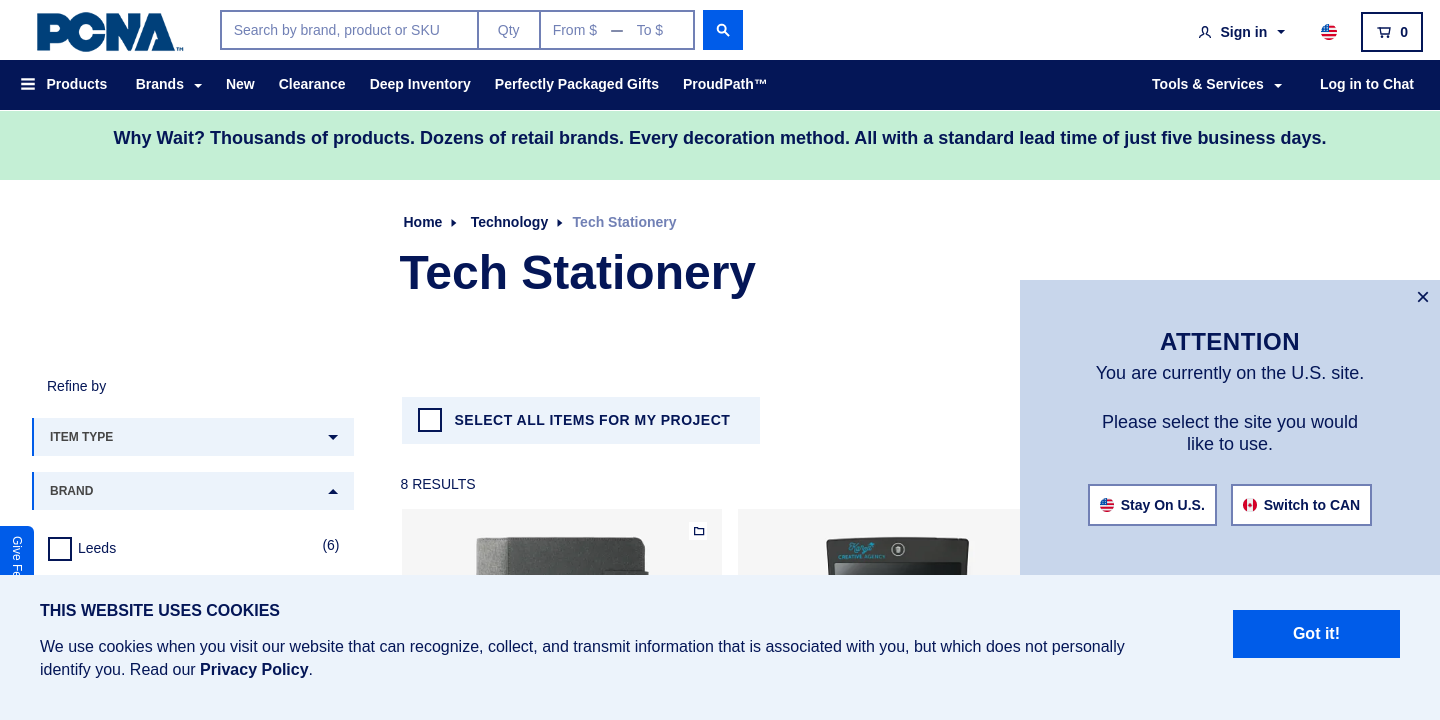 PCNA™
Search by brand, product or SKU
Qty
From $ — To $
Sign in
0
Products
Brands
New
Clearance
Deep Inventory
Perfectly Packaged Gifts
ProudPath™
Tools & Services
Log in to Chat
Why Wait? Thousands of products. Dozens of retail brands. Every decoration method. All with a standard lead time of just five business days.
Home
Technology
Tech Stationery
Tech Stationery
ATTENTION
You are currently on the U.S. site.
Please select the site you would
like to use.
Stay On U.S.
Switch to CAN
Refine by
ITEM TYPE
BRAND
Leeds
(6)
SELECT ALL ITEMS FOR MY PROJECT
8 RESULTS
CREATIVE AGENCY
Give Fe
THIS WEBSITE USES COOKIES
We use cookies when you visit our website that can recognize, collect, and transmit information that is associated with you, but which does not personally
identify you. Read our Privacy Policy.
Got it!